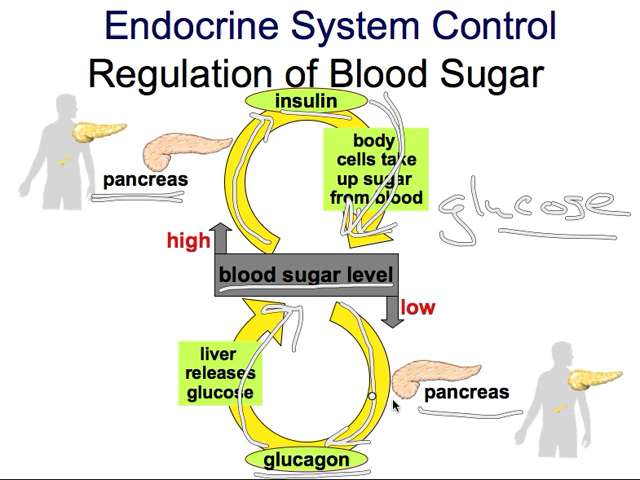 Endocrine System Control
Regulation of Blood Sugar
insulin
body
cells take
up sugar
from blood
pancreas
glucose
high
blood sugar level
low
liver
releases
glucose
pancreas
glucagon